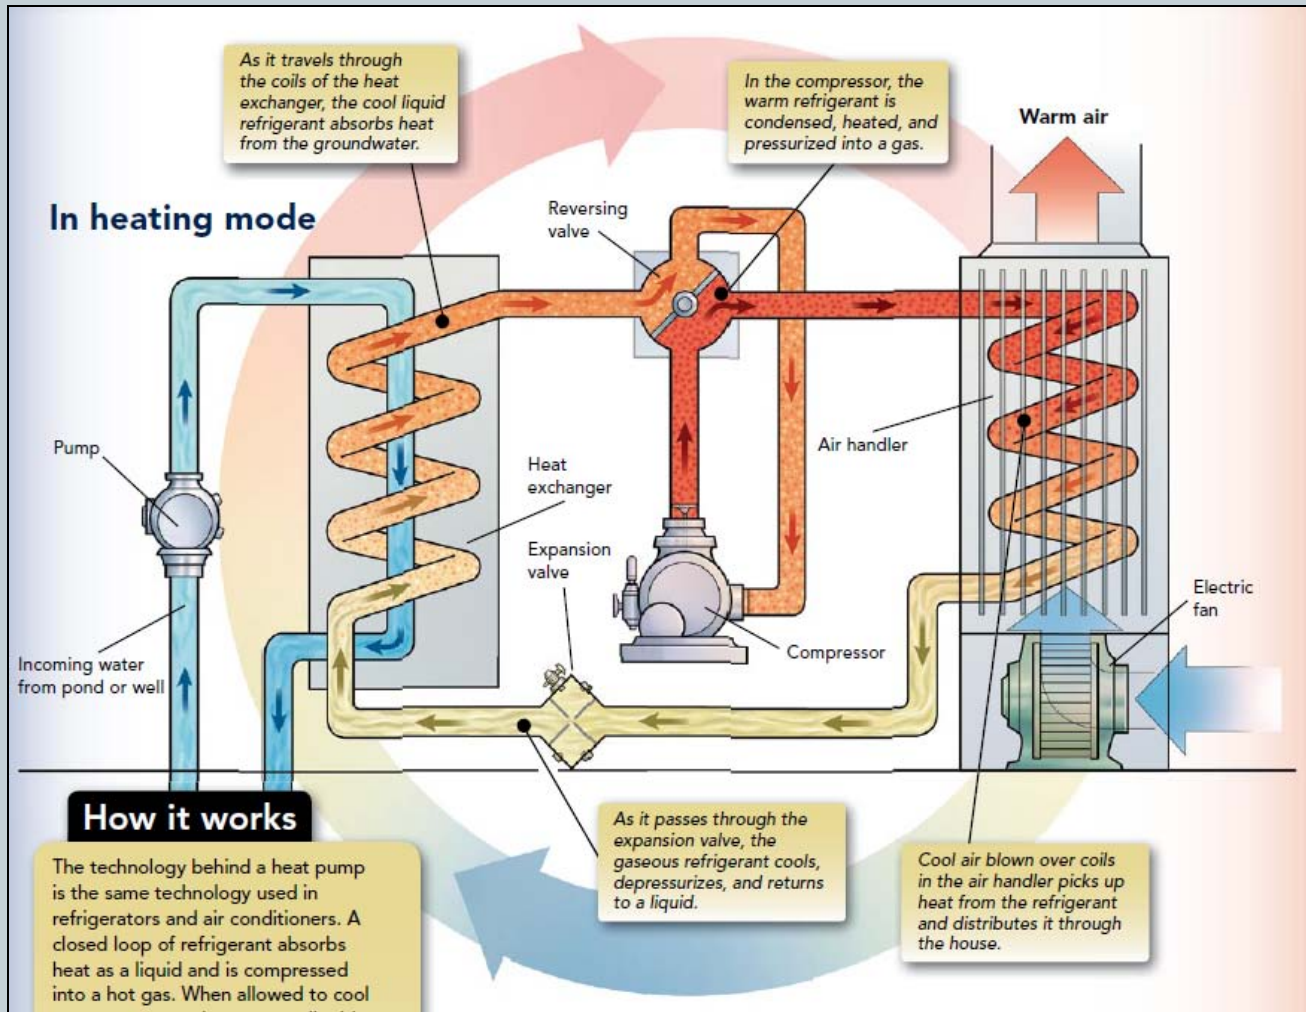 As it travels through
the coils of the heat
exchanger, the cool liquid
refrigerant absorbs heat
from the groundwater.
In the compressor, the
warm refrigerant is
condensed, heated, and
pressurized into a gas.
Warm air
In heating mode
Reversing
valve
Pump
Heat
exchanger
Air handler
Expansion
valve
Electric
fan
Compressor
Incoming water
from pond or well
How it works
The technology behind a heat pump
is the same technology used in
refrigerators and air conditioners. A
closed loop of refrigerant absorbs
heat as a liquid and is compressed
into a hot gas. When allowed to cool
As it passes through the
expansion valve, the
gaseous refrigerant cools,
depressurizes, and returns
to a liquid.
Cool air blown over coils
in the air handler picks up
heat from the refrigerant
and distributes it through
the house.